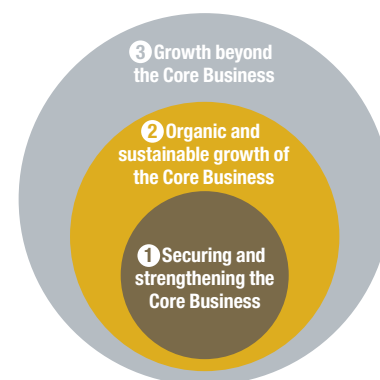 3 Growth beyond
the Core Business
2 Organic and
sustainable growth of
the Core Business
1 Securing and
strengthening the
Core Business